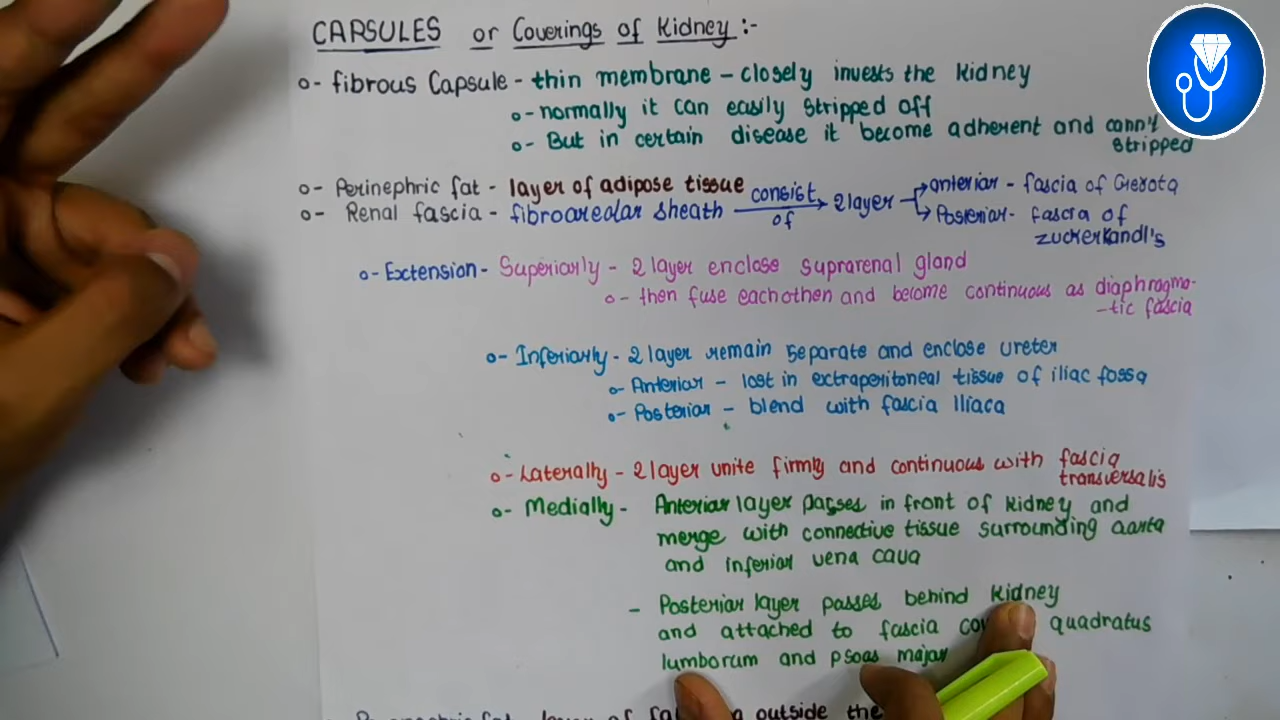 CAPSULES or Coverings of Kidney :-
o- fibrous Capsule - thin membrane - closely invests the kidney
o- normally it can easily stripped off
o- But in certain disease it become adherent and cann't
stripped
o- Perinephric fat - layer of adipose tissue
o- Renal fascia - fibroareolar sheath consist of 2 layer
anterior - fascia of Gerota
Posterior - fascia of
zuckerkandl's
o- Extension - Superiorly - 2 layer enclose suprarenal gland
o- then fuse eachother and become continuous as diaphragma-
-tic fascia
o- Inferiorly - 2 layer remain separate and enclose ureter
o- Anterior - lost in extraperitoneal tissue of iliac fossa
o- Posterior - blend with fascia Iliaca
o- Laterally - 2 layer unite firmly and continuous with fascia
transversalis
o- Medially - Anterior layer passes in front of kidney and
merge with connective tissue surrounding aorta
and inferior vena cava
- Posterior layer passes behind kidney
and attached to fascia quadratus
lumborum and psoas major
layer of outside the